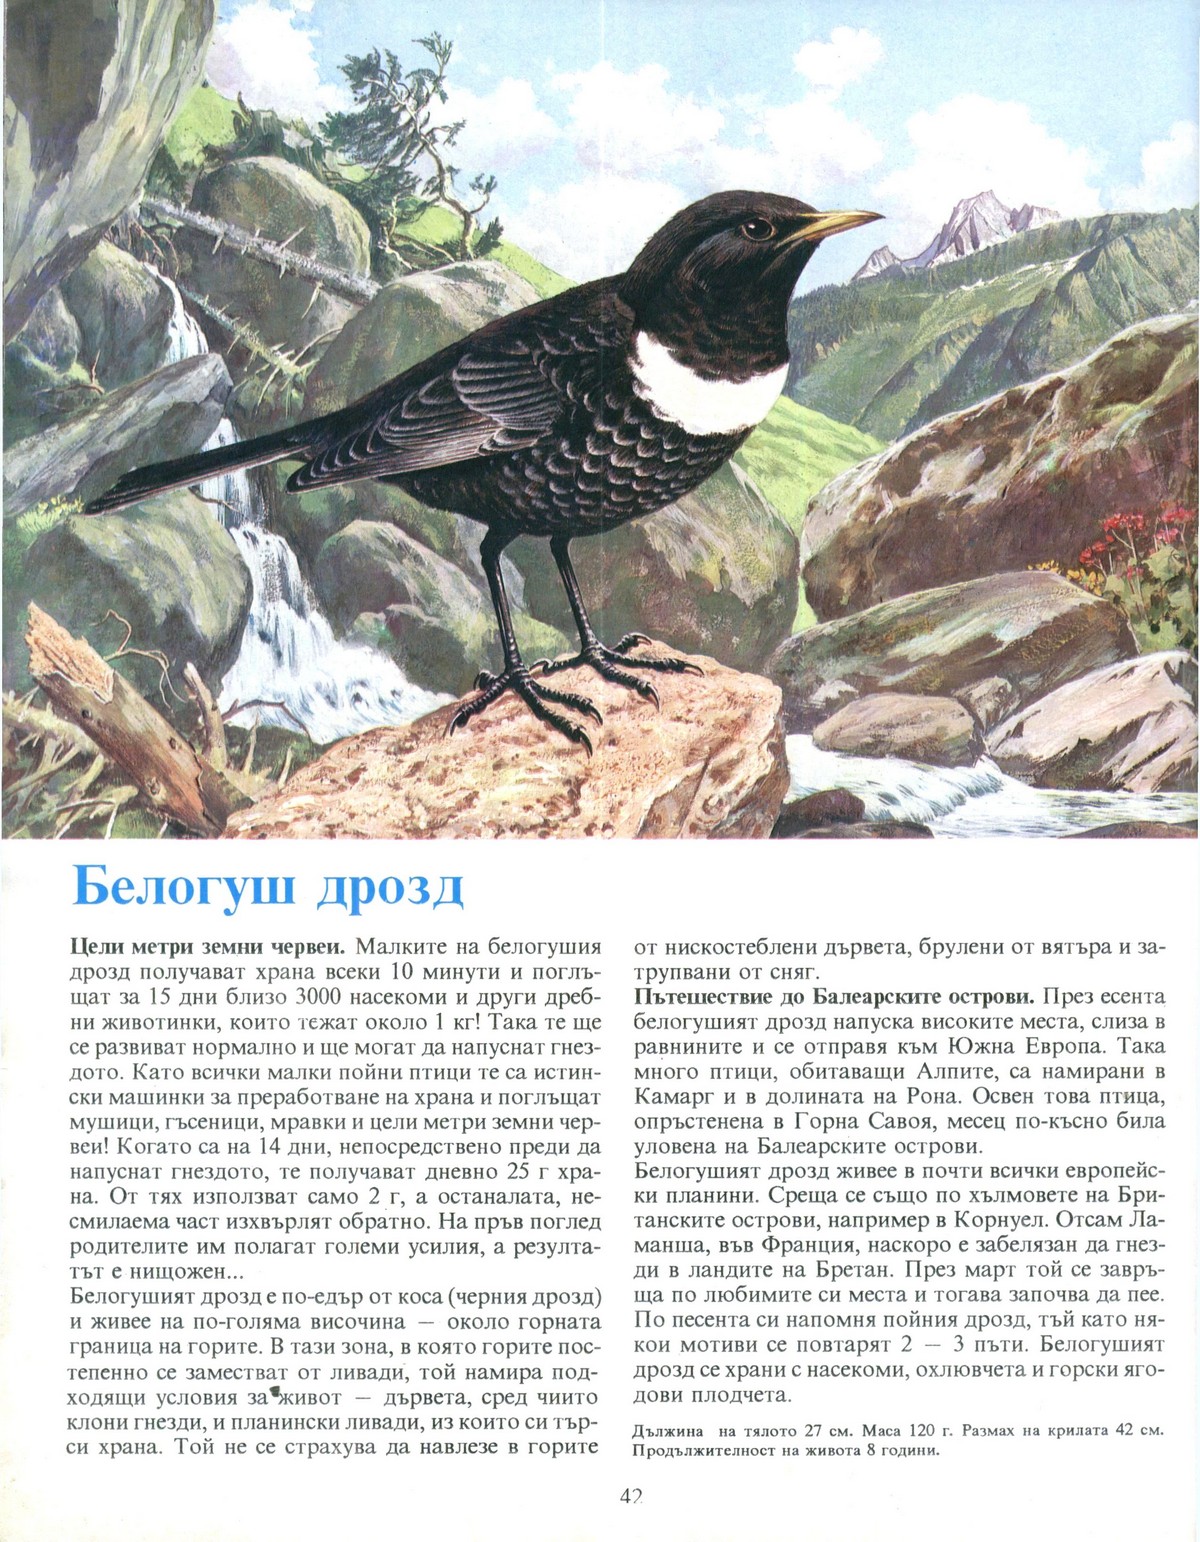 Белогуш дрозд
Цели метри земни червеи. Малките на белогушия
дрозд получават храна всеки 10 минути и поглъ-
щат за 15 дни близо 3000 насекоми и други дреб-
ни животинки, които тежат около 1 кг! Така те ще
се развиват нормално и ще могат да напуснат гнез-
дото. Като всички малки пойни птици те са истин-
ски машинки за преработване на храна и поглъщат
мушици, гъсеници, мравки и цели метри земни чер-
веи! Когато са на 14 дни, непосредствено преди да
напуснат гнездото, те получават дневно 25 г хра-
на. От тях използват само 2 г, а останалата, не-
смилаема част изхвърлят обратно. На пръв поглед
родителите им полагат големи усилия, а резулта-
тът е нищожен...
Белогушият дрозд е по-едър от коса (черния дрозд)
и живее на по-голяма височина — около горната
граница на горите. В тази зона, в която горите пос-
тепенно се заместват от ливади, той намира под-
ходящи условия за живот — дървета, сред чиито
клони гнезди, и планински ливади, из които си тър-
си храна. Той не се страхува да навлезе в горите
от нискостеблени дървета, брулени от вятъра и за-
трупвани от сняг.
Пътешествие до Балеарските острови. През есента
белогушият дрозд напуска високите места, слиза в
равнините и се отправя към Южна Европа. Така
много птици, обитаващи Алпите, са намирани в
Камарг и в долината на Рона. Освен това птица,
опръстенена в Горна Савоя, месец по-късно била
уловена на Балеарските острови.
Белогушият дрозд живее в почти всички европейс-
ки планини. Среща се също по хълмовете на Бри-
танските острови, например в Корнуел. Отсам Ла-
манша, във Франция, наскоро е забелязан да гнез-
ди в ландите на Бретан. През март той се завръ-
ща по любимите си места и тогава започва да пее.
По песента си напомня пойния дрозд, тъй като ня-
кои мотиви се повтарят 2 — 3 пъти. Белогушият
дрозд се храни с насекоми, охлювчета и горски яго-
дови плодчета.
Дължина на тялото 27 см. Маса 120 г. Размах на крилата 42 см.
Продължителност на живота 8 години.
42